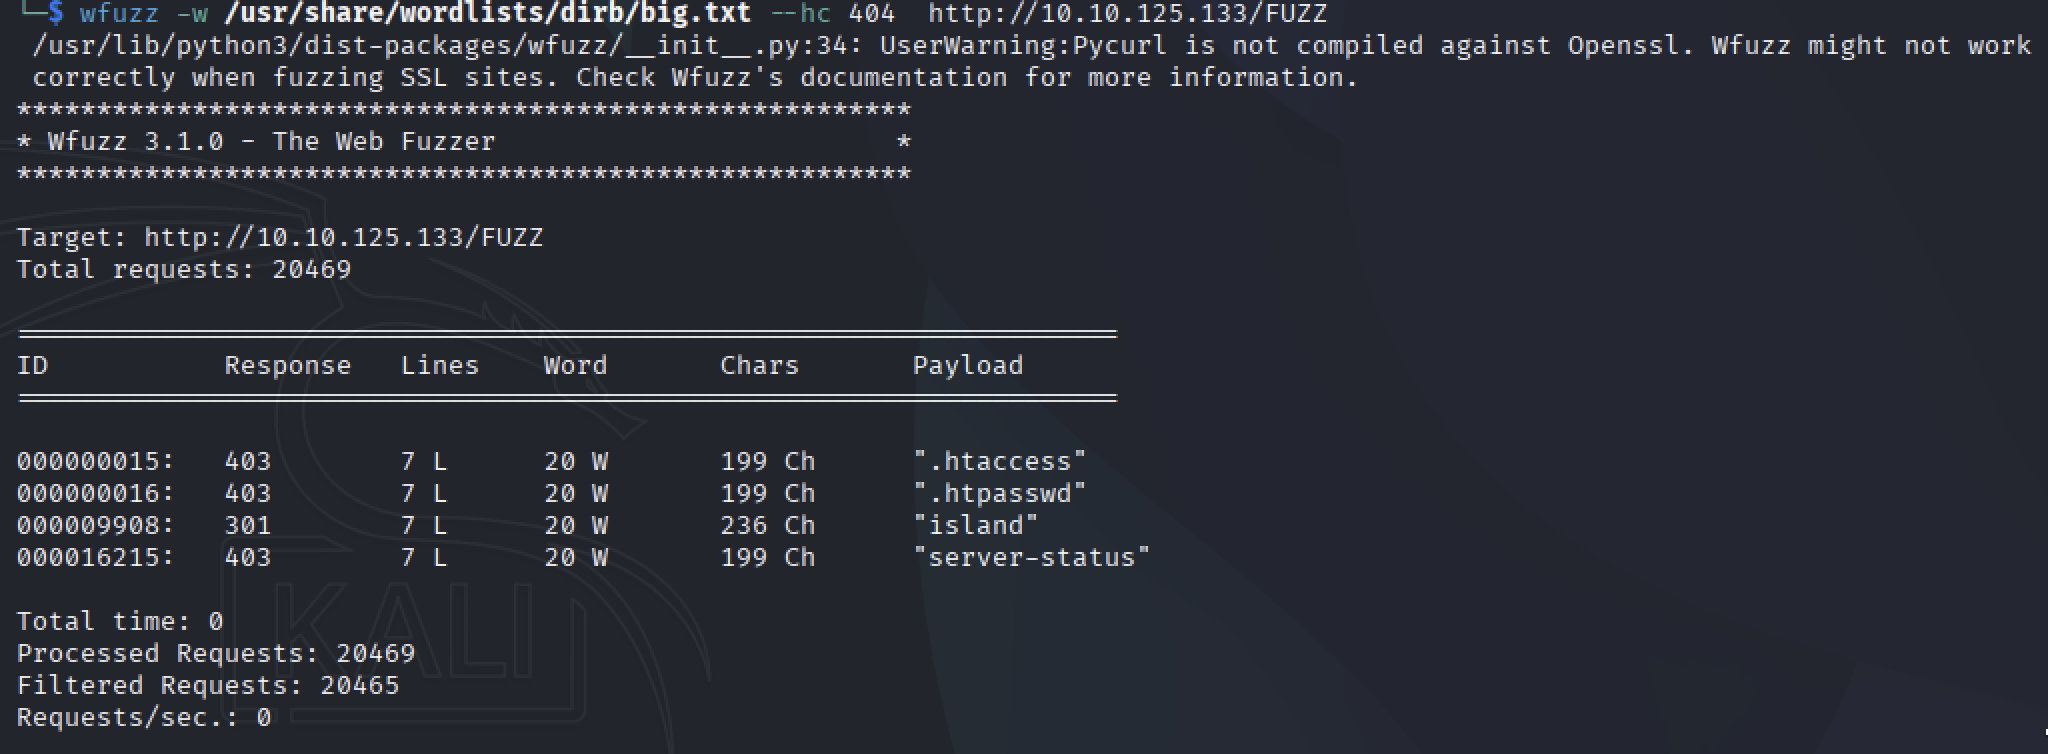 └─$ wfuzz -w /usr/share/wordlists/dirb/big.txt --hc 404  http://10.10.125.133/FUZZ
 /usr/lib/python3/dist-packages/wfuzz/__init__.py:34: UserWarning:Pycurl is not compiled against Openssl. Wfuzz might not work
 correctly when fuzzing SSL sites. Check Wfuzz's documentation for more information.
********************************************************
* Wfuzz 3.1.0 - The Web Fuzzer                         *
********************************************************
Target: http://10.10.125.133/FUZZ
Total requests: 20469
=====================================================================
ID           Response   Lines    Word       Chars       Payload
=====================================================================
000000015:   403        7 L      20 W       199 Ch      ".htaccess"
000000016:   403        7 L      20 W       199 Ch      ".htpasswd"
000009908:   301        7 L      20 W       236 Ch      "island"
000016215:   403        7 L      20 W       199 Ch      "server-status"
KALI
Total time: 0
Processed Requests: 20469
Filtered Requests: 20465
Requests/sec.: 0